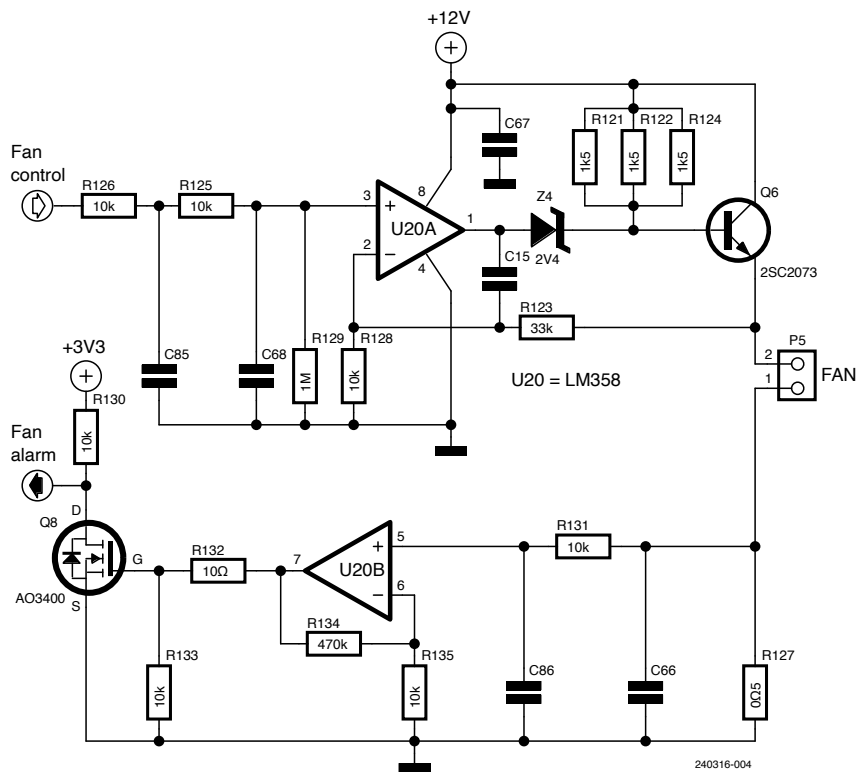 +12V
C67
R121
R122
R124
1k5
1k5
1k5
Fan
control
R126
10k
R125
10k
3
8
2
4
1
+
−
U20A
Z4
2V4
C15
Q6
2SC2073
R123
33k
R129
1M
R128
10k
C85
C68
U20 = LM358
P5
2
1
FAN
+3V3
R130
10k
Fan
alarm
D
Q8
G
AO3400
S
R132
10Ω
7
U20B
+
−
5
6
R131
10k
R134
470k
R133
10k
R135
10k
C86
C66
R127
0Ω5
240316-004